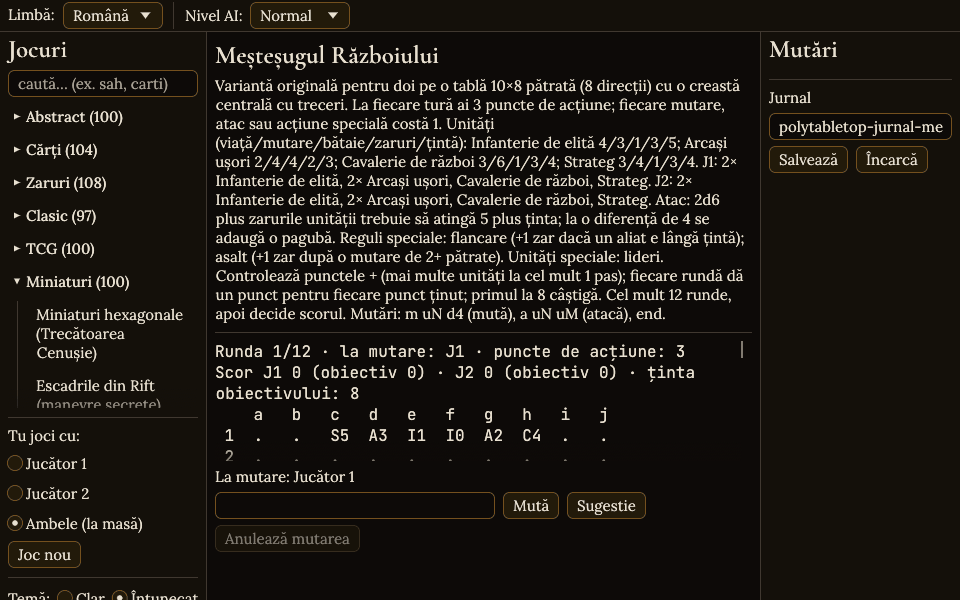 Limbă: Română ▼ Nivel AI: Normal ▼
Jocuri
caută... (ex. sah, carti)
▸ Abstract (100)
▸ Cărți (104)
▸ Zaruri (108)
▸ Clasic (97)
▸ TCG (100)
▾ Miniaturi (100)
Miniaturi hexagonale
(Trecătoarea
Cenușie)
Escadrile din Rift
(manevre secrete)
Tu joci cu:
Jucător 1
Jucător 2
Ambele (la masă)
Joc nou
Temă: Clar Întunecat
Meșteșugul Războiului
Variantă originală pentru doi pe o tablă 10×8 pătrată (8 direcții) cu o creastă
centrală cu treceri. La fiecare tură ai 3 puncte de acțiune; fiecare mutare,
atac sau acțiune specială costă 1. Unități
(viață/mutare/bătaie/zaruri/țintă): Infanterie de elită 4/3/1/3/5; Arcași
ușori 2/4/4/2/3; Cavalerie de război 3/6/1/3/4; Strateg 3/4/1/3/4. J1: 2×
Infanterie de elită, 2× Arcași ușori, Cavalerie de război, Strateg. J2: 2×
Infanterie de elită, 2× Arcași ușori, Cavalerie de război, Strateg. Atac: 2d6
plus zarurile unității trebuie să atingă 5 plus ținta; la o diferență de 4 se
adaugă o pagubă. Reguli speciale: flancare (+1 zar dacă un aliat e lângă țintă);
asalt (+1 zar după o mutare de 2+ pătrate). Unități speciale: lideri.
Controlează punctele + (mai multe unități la cel mult 1 pas); fiecare rundă dă
un punct pentru fiecare punct ținut; primul la 8 câștigă. Cel mult 12 runde,
apoi decide scorul. Mutări: m uN d4 (mută), a uN uM (atacă), end.
Runda 1/12 · la mutare: J1 · puncte de acțiune: 3
Scor J1 0 (obiectiv 0) · J2 0 (obiectiv 0) · ținta
obiectivului: 8
a b c d e f g h i j
1 . . S5 A3 I1 I0 A2 C4 . .
2 . . . . . . . . . .
La mutare: Jucător 1
Mută Sugestie
Anulează mutarea
Mutări
Jurnal
polytabletop-jurnal-me
Salvează Încarcă